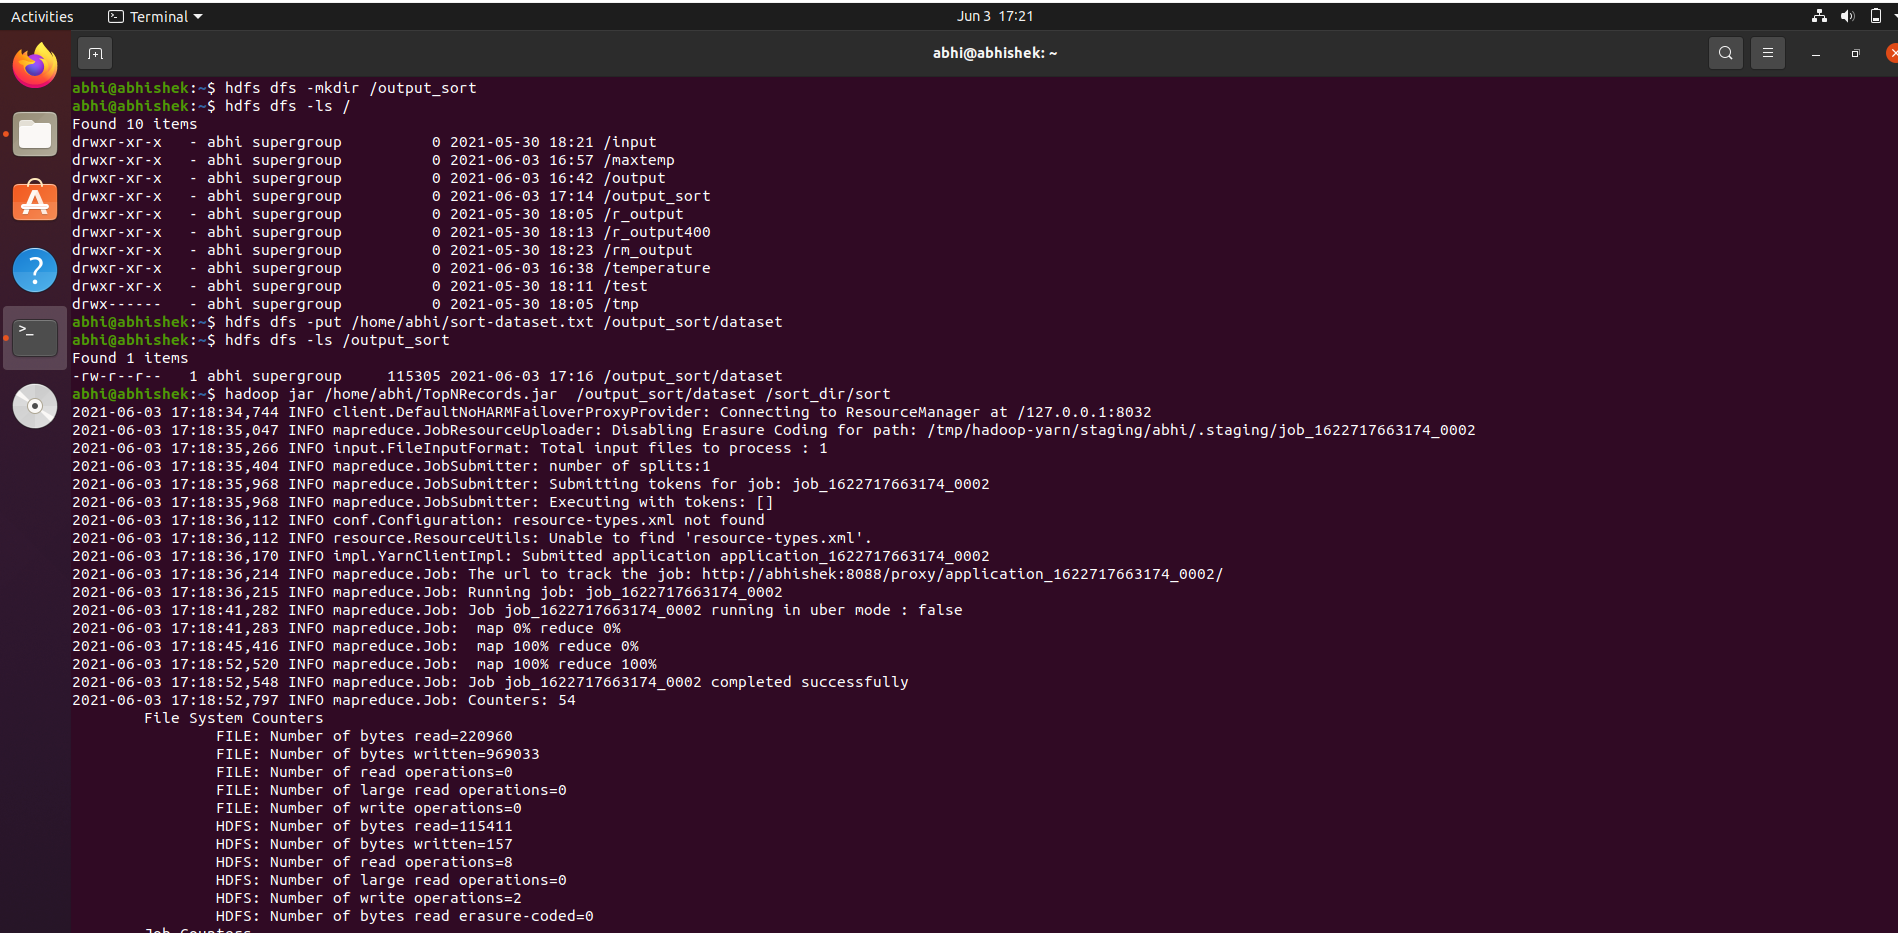 Activities
Terminal
Jun 3 17:21
abhi@abhishek: ~
abhi@abhishek:~$ hdfs dfs -mkdir /output_sort
abhi@abhishek:~$ hdfs dfs -ls /
Found 10 items
drwxr-xr-x   - abhi supergroup          0 2021-05-30 18:21 /input
drwxr-xr-x   - abhi supergroup          0 2021-06-03 16:57 /maxtemp
drwxr-xr-x   - abhi supergroup          0 2021-06-03 16:42 /output
drwxr-xr-x   - abhi supergroup          0 2021-06-03 17:14 /output_sort
drwxr-xr-x   - abhi supergroup          0 2021-05-30 18:05 /r_output
drwxr-xr-x   - abhi supergroup          0 2021-05-30 18:13 /r_output400
drwxr-xr-x   - abhi supergroup          0 2021-05-30 18:23 /rm_output
drwxr-xr-x   - abhi supergroup          0 2021-06-03 16:38 /temperature
drwxr-xr-x   - abhi supergroup          0 2021-05-30 18:11 /test
drwx------   - abhi supergroup          0 2021-05-30 18:05 /tmp
abhi@abhishek:~$ hdfs dfs -put /home/abhi/sort-dataset.txt /output_sort/dataset
abhi@abhishek:~$ hdfs dfs -ls /output_sort
Found 1 items
-rw-r--r--   1 abhi supergroup     115305 2021-06-03 17:16 /output_sort/dataset
abhi@abhishek:~$ hadoop jar /home/abhi/TopNRecords.jar  /output_sort/dataset /sort_dir/sort
2021-06-03 17:18:34,744 INFO client.DefaultNoHARMFailoverProxyProvider: Connecting to ResourceManager at /127.0.0.1:8032
2021-06-03 17:18:35,047 INFO mapreduce.JobResourceUploader: Disabling Erasure Coding for path: /tmp/hadoop-yarn/staging/abhi/.staging/job_1622717663174_0002
2021-06-03 17:18:35,266 INFO input.FileInputFormat: Total input files to process : 1
2021-06-03 17:18:35,404 INFO mapreduce.JobSubmitter: number of splits:1
2021-06-03 17:18:35,968 INFO mapreduce.JobSubmitter: Submitting tokens for job: job_1622717663174_0002
2021-06-03 17:18:35,968 INFO mapreduce.JobSubmitter: Executing with tokens: []
2021-06-03 17:18:36,112 INFO conf.Configuration: resource-types.xml not found
2021-06-03 17:18:36,112 INFO resource.ResourceUtils: Unable to find 'resource-types.xml'.
2021-06-03 17:18:36,170 INFO impl.YarnClientImpl: Submitted application application_1622717663174_0002
2021-06-03 17:18:36,214 INFO mapreduce.Job: The url to track the job: http://abhishek:8088/proxy/application_1622717663174_0002/
2021-06-03 17:18:36,215 INFO mapreduce.Job: Running job: job_1622717663174_0002
2021-06-03 17:18:41,282 INFO mapreduce.Job: Job job_1622717663174_0002 running in uber mode : false
2021-06-03 17:18:41,283 INFO mapreduce.Job:  map 0% reduce 0%
2021-06-03 17:18:45,416 INFO mapreduce.Job:  map 100% reduce 0%
2021-06-03 17:18:52,520 INFO mapreduce.Job:  map 100% reduce 100%
2021-06-03 17:18:52,548 INFO mapreduce.Job: Job job_1622717663174_0002 completed successfully
2021-06-03 17:18:52,797 INFO mapreduce.Job: Counters: 54
File System Counters
FILE: Number of bytes read=220960
FILE: Number of bytes written=969033
FILE: Number of read operations=0
FILE: Number of large read operations=0
FILE: Number of write operations=0
HDFS: Number of bytes read=115411
HDFS: Number of bytes written=157
HDFS: Number of read operations=8
HDFS: Number of large read operations=0
HDFS: Number of write operations=2
HDFS: Number of bytes read erasure-coded=0
Job Counters